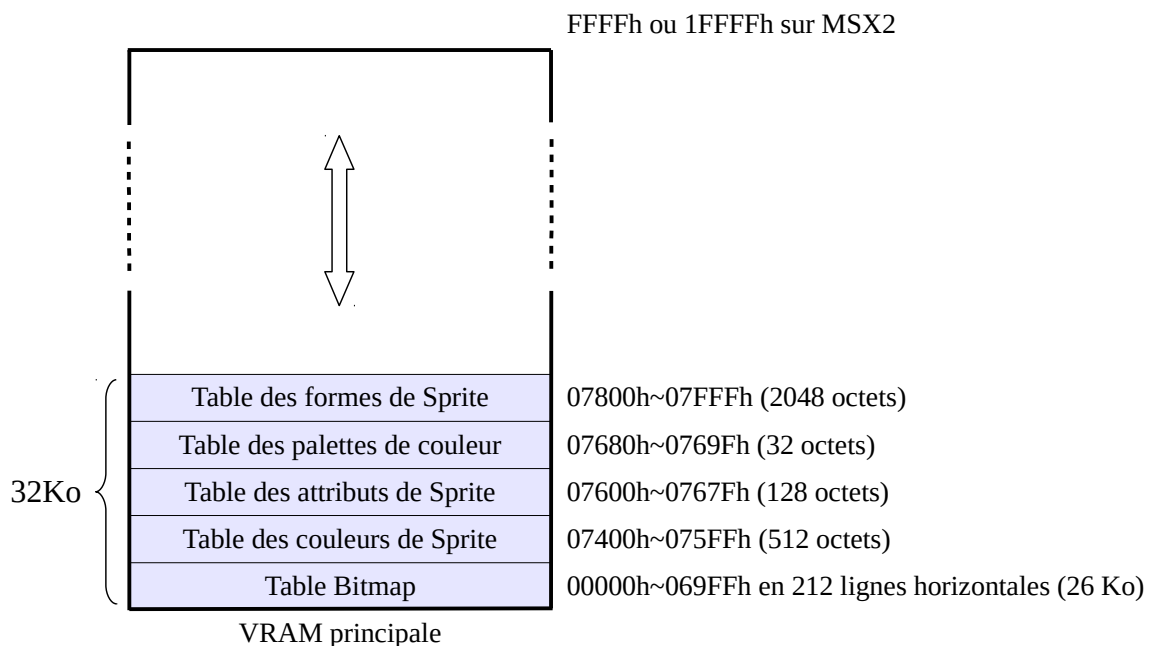 FFFFh ou 1FFFFh sur MSX2
Table des formes de Sprite 07800h~07FFFh (2048 octets)
Table des palettes de couleur 07680h~0769Fh (32 octets)
32Ko Table des attributs de Sprite 07600h~0767Fh (128 octets)
Table des couleurs de Sprite 07400h~075FFh (512 octets)
Table Bitmap 00000h~069FFh en 212 lignes horizontales (26 Ko)
VRAM principale